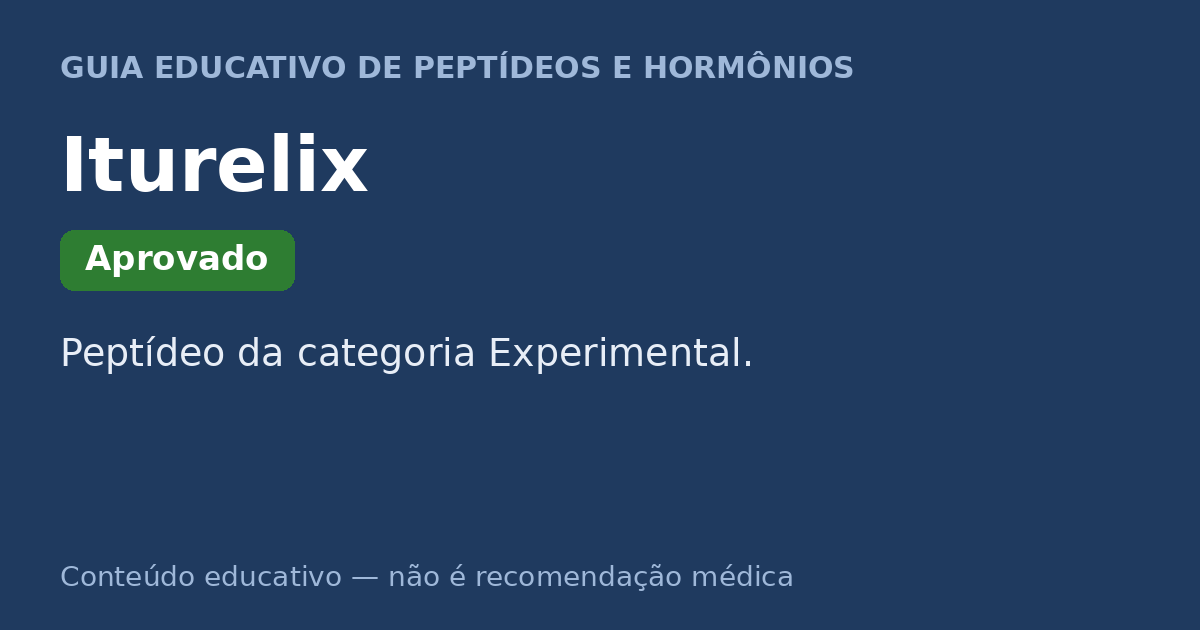 GUIA EDUCATIVO DE PEPTÍDEOS E HORMÔNIOS
Iturelix
Aprovado
Peptídeo da categoria Experimental.
Conteúdo educativo — não é recomendação médica